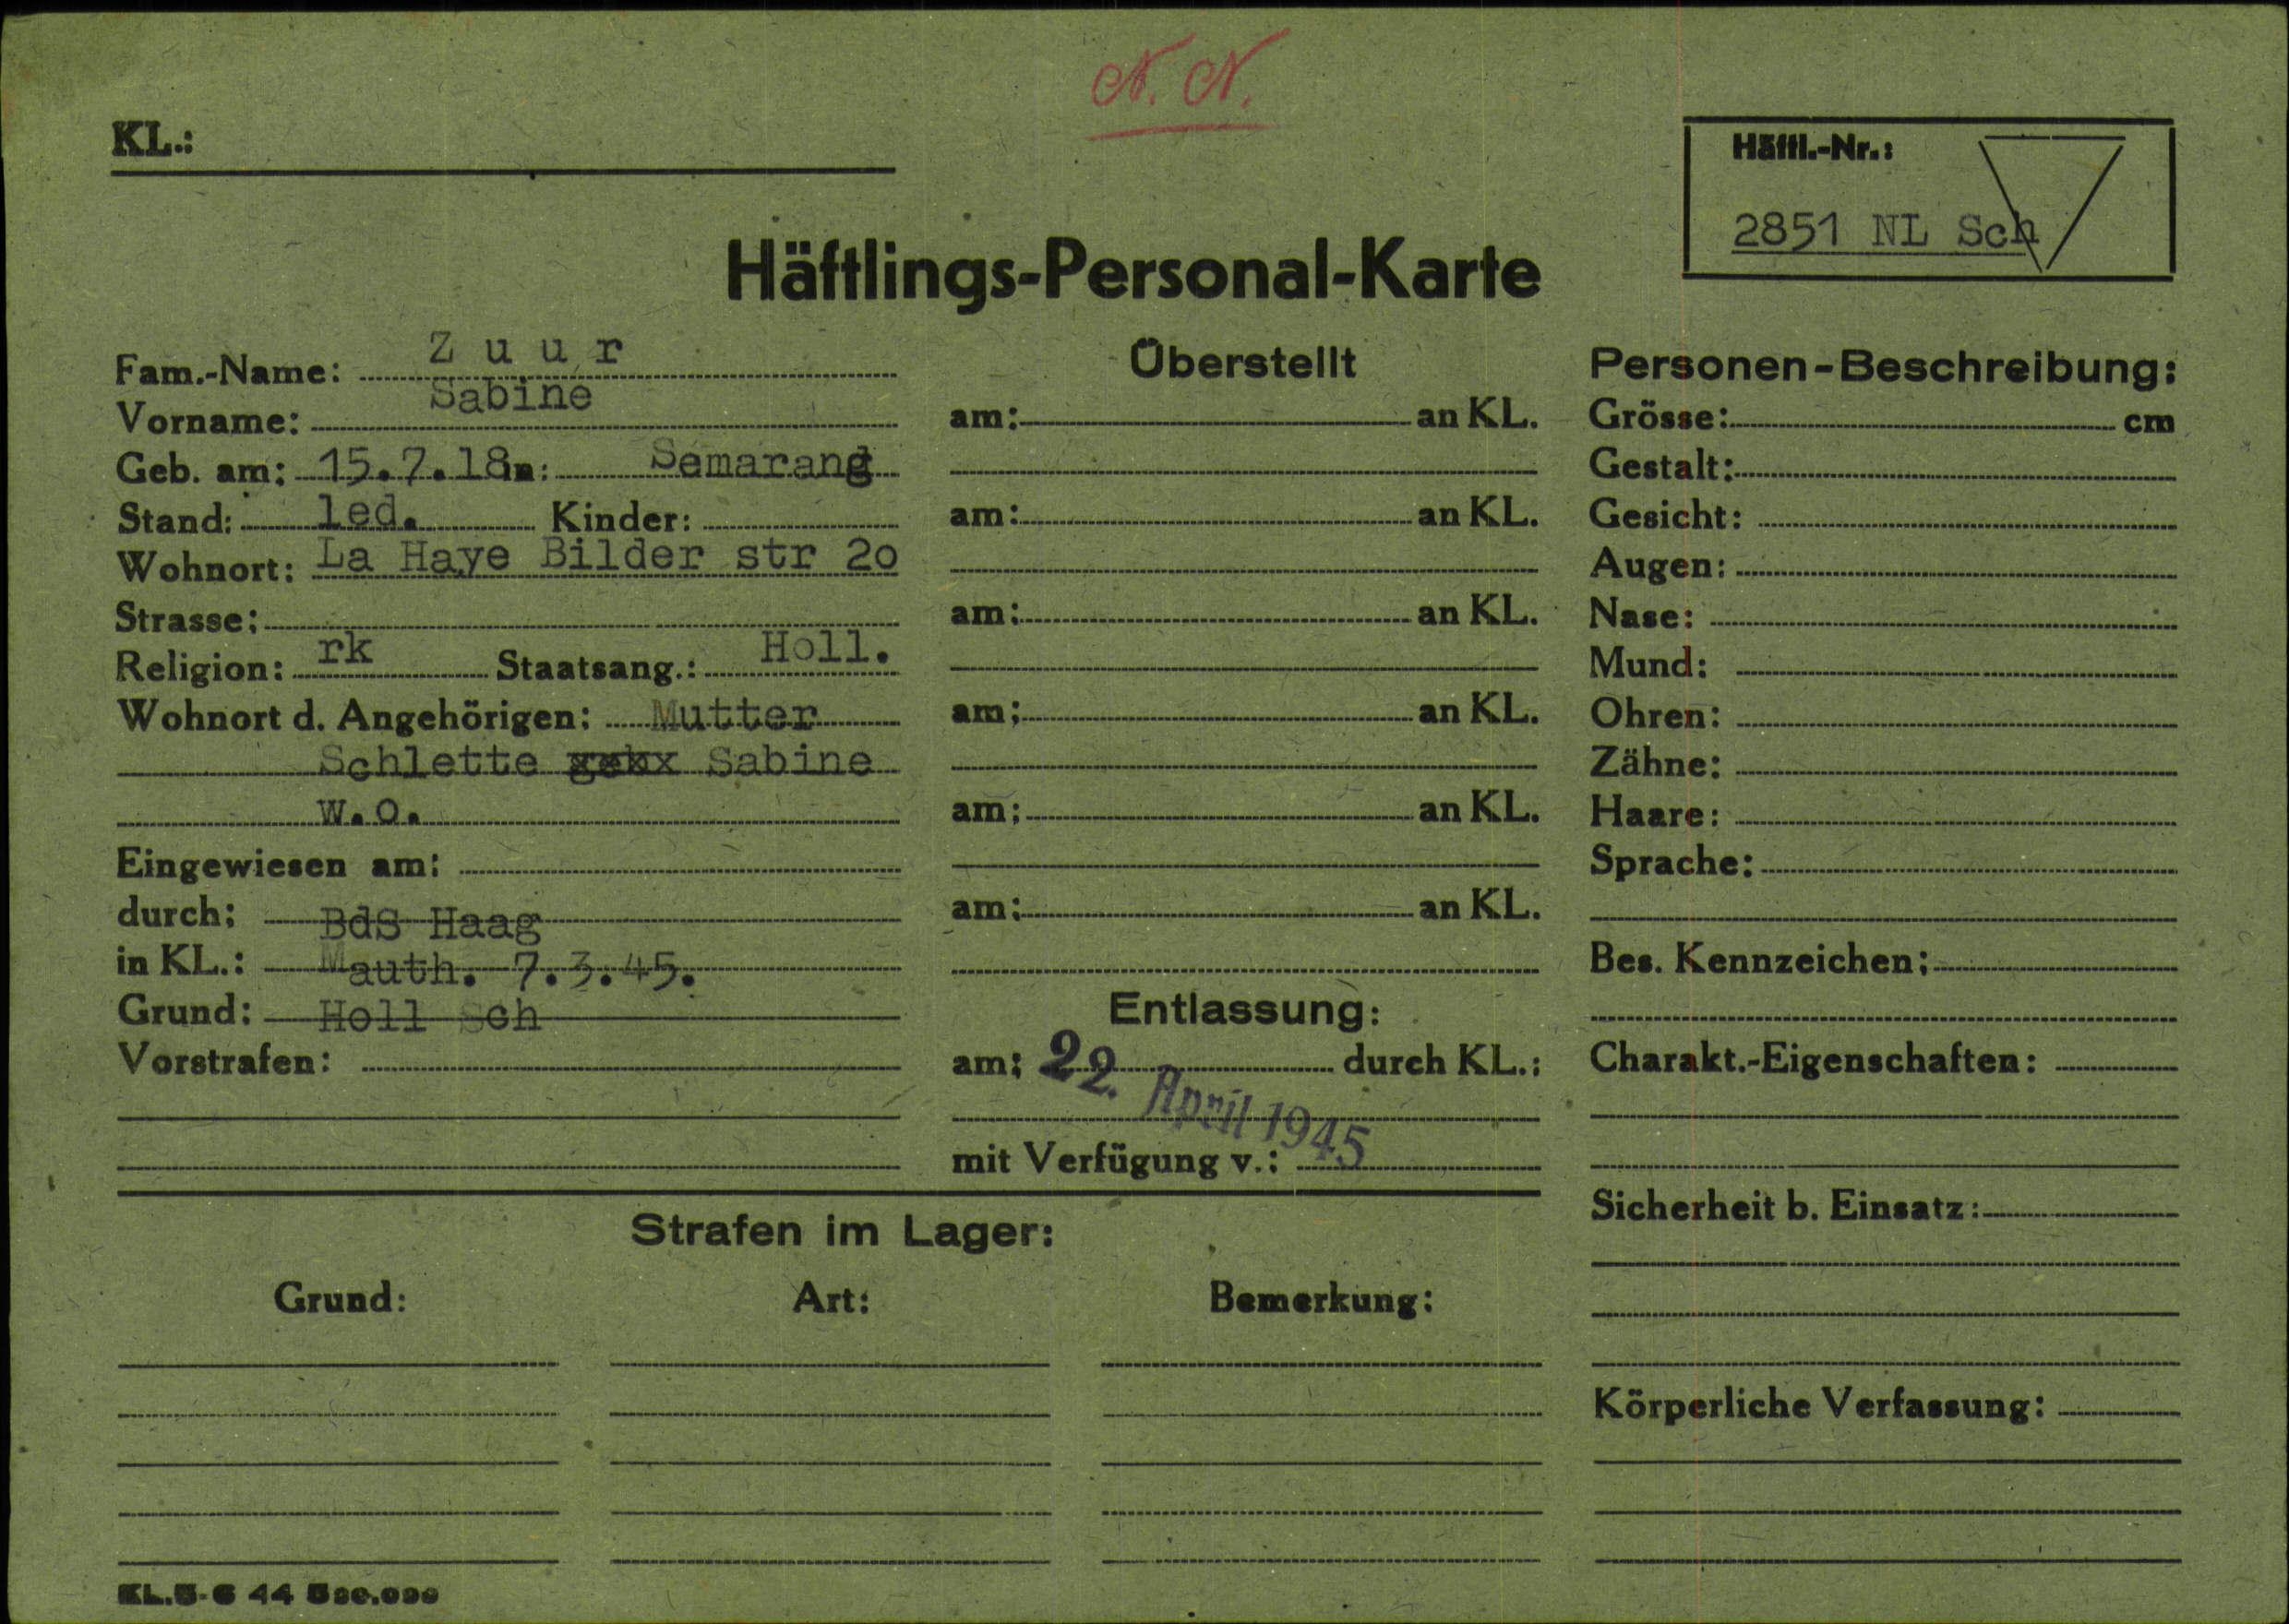 N. N.
KL.:
Häftl.-Nr.:
2851 NL Sch
Häftlings-Personal-Karte
Fam.-Name: Zuur
Vorname: Sabine
Geb. am: 15.7.18 in: Semarang
Stand: led. Kinder:
Wohnort: La Haye Bilder str 20
Strasse:
Religion: rk Staatsang.: Holl.
Wohnort d. Angehörigen: Mutter
Schlette Sabine
w.o.
Eingewiesen am:
durch: BdS Haag
in KL.: Mauth. 7.3.45.
Grund: Holl Sch
Vorstrafen:
Überstellt
am: an KL.
am: an KL.
am: an KL.
am: an KL.
am: an KL.
am: an KL.
Entlassung:
am: 22. April 1945 durch KL.:
mit Verfügung v.:
Personen-Beschreibung:
Grösse: cm
Gestalt:
Gesicht:
Augen:
Nase:
Mund:
Ohren:
Zähne:
Haare:
Sprache:
Bes. Kennzeichen:
Charakt.-Eigenschaften:
Sicherheit b. Einsatz:
Körperliche Verfassung:
Strafen im Lager:
Grund: Art: Bemerkung:
KL. 44